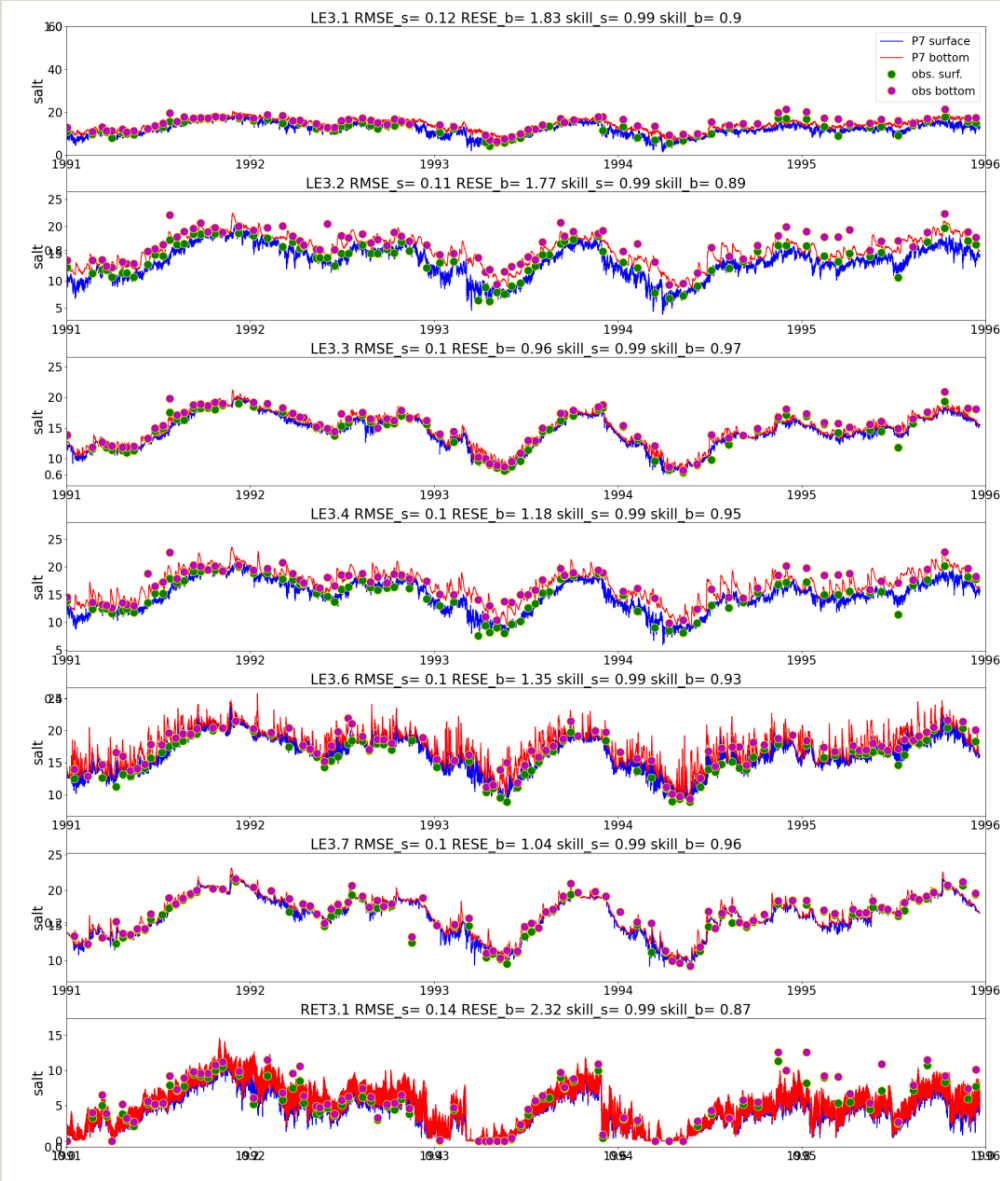 LE3.1 RMSE_s= 0.12 RESE_b= 1.83 skill_s= 0.99 skill_b= 0.9
60
40
20
0
salt
P7 surface
P7 bottom
obs. surf.
obs bottom
1991 1992 1993 1994 1995 1996
LE3.2 RMSE_s= 0.11 RESE_b= 1.77 skill_s= 0.99 skill_b= 0.89
25
20
15
10
5
salt
1991 1992 1993 1994 1995 1996
LE3.3 RMSE_s= 0.1 RESE_b= 0.96 skill_s= 0.99 skill_b= 0.97
25
20
15
10
0.6
salt
1991 1992 1993 1994 1995 1996
LE3.4 RMSE_s= 0.1 RESE_b= 1.18 skill_s= 0.99 skill_b= 0.95
25
20
15
10
5
salt
1991 1992 1993 1994 1995 1996
LE3.6 RMSE_s= 0.1 RESE_b= 1.35 skill_s= 0.99 skill_b= 0.93
20
15
10
salt
1991 1992 1993 1994 1995 1996
LE3.7 RMSE_s= 0.1 RESE_b= 1.04 skill_s= 0.99 skill_b= 0.96
25
20
15
10
salt
1991 1992 1993 1994 1995 1996
RET3.1 RMSE_s= 0.14 RESE_b= 2.32 skill_s= 0.99 skill_b= 0.87
15
10
5
salt